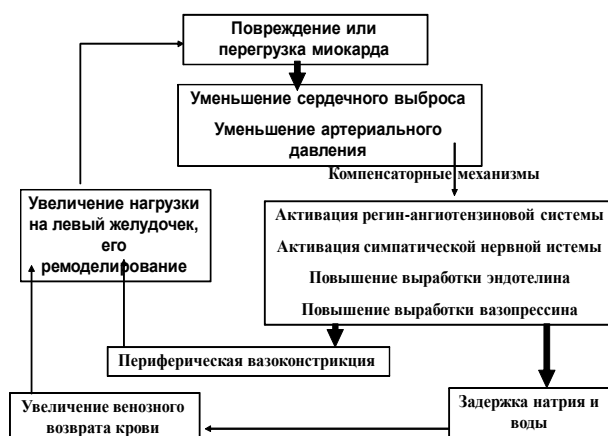 Повреждение или
перегрузка миокарда
Уменьшение сердечного выброса
Уменьшение артериального
давления
Компенсаторные механизмы
Увеличение нагрузки
на левый желудочек,
его
ремоделирование
Активация регин-ангиотензиновой системы
Активация симпатической нервной истемы
Повышение выработки эндотелина
Повышение выработки вазопрессина
Периферическая вазоконстрикция
Увеличение венозного
возврата крови
Задержка натрия и
воды